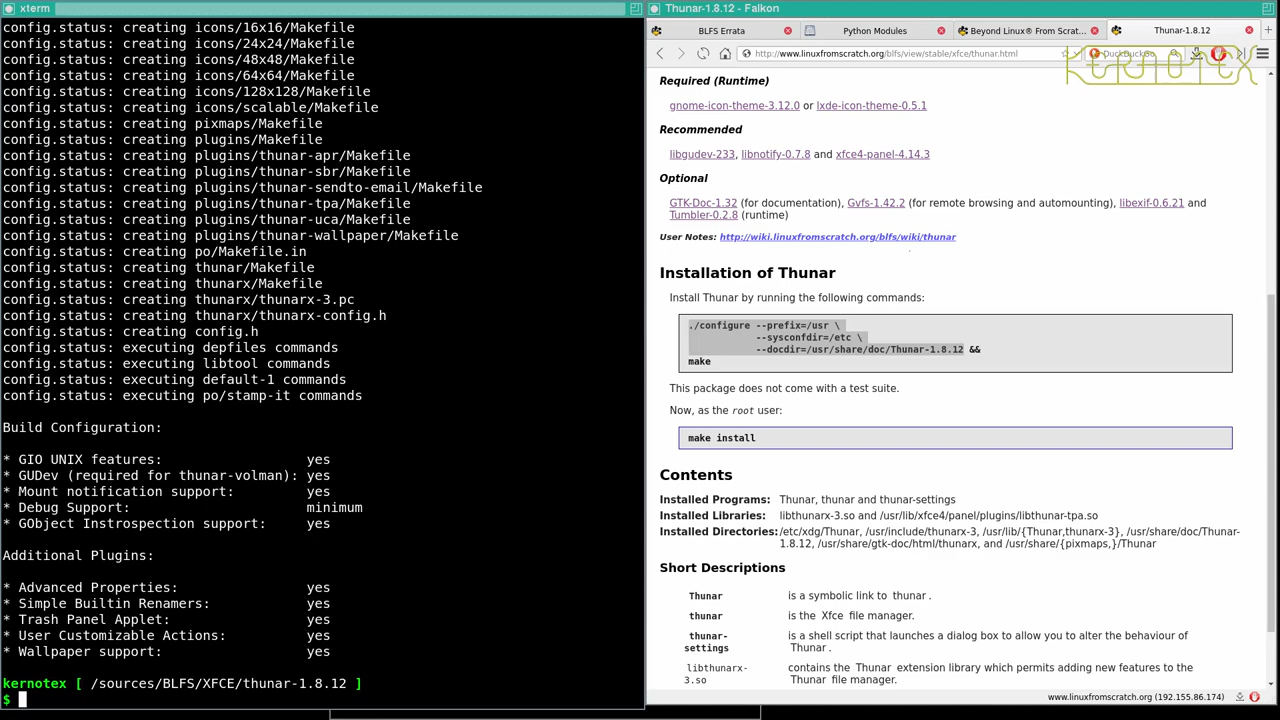 xterm
config.status: creating icons/16x16/Makefile
config.status: creating icons/24x24/Makefile
config.status: creating icons/48x48/Makefile
config.status: creating icons/64x64/Makefile
config.status: creating icons/128x128/Makefile
config.status: creating icons/scalable/Makefile
config.status: creating pixmaps/Makefile
config.status: creating plugins/Makefile
config.status: creating plugins/thunar-apr/Makefile
config.status: creating plugins/thunar-sbr/Makefile
config.status: creating plugins/thunar-sendto-email/Makefile
config.status: creating plugins/thunar-tpa/Makefile
config.status: creating plugins/thunar-uca/Makefile
config.status: creating plugins/thunar-wallpaper/Makefile
config.status: creating po/Makefile.in
config.status: creating thunar/Makefile
config.status: creating thunarx/Makefile
config.status: creating thunarx/thunarx-3.pc
config.status: creating thunarx/thunarx-config.h
config.status: creating config.h
config.status: executing depfiles commands
config.status: executing libtool commands
config.status: executing default-1 commands
config.status: executing po/stamp-it commands
Build Configuration:
* GIO UNIX features: yes
* GUDev (required for thunar-volman): yes
* Mount notification support: yes
* Debug Support: minimum
* GObject Instrospection support: yes
Additional Plugins:
* Advanced Properties: yes
* Simple Builtin Renamers: yes
* Trash Panel Applet: yes
* User Customizable Actions: yes
* Wallpaper support: yes
kernotex [ /sources/BLFS/XFCE/thunar-1.8.12 ]
$
Thunar-1.8.12 - Falkon
BLFS Errata
Python Modules
Beyond Linux® From Scrat...
Thunar-1.8.12
http://www.linuxfromscratch.org/blfs/view/stable/xfce/thunar.html
DuckDuckGo
KERNOTEX
Required (Runtime)
gnome-icon-theme-3.12.0 or lxde-icon-theme-0.5.1
Recommended
libgudev-233, libnotify-0.7.8 and xfce4-panel-4.14.3
Optional
GTK-Doc-1.32 (for documentation), Gvfs-1.42.2 (for remote browsing and automounting), libexif-0.6.21 and
Tumbler-0.2.8 (runtime)
User Notes: http://wiki.linuxfromscratch.org/blfs/wiki/thunar
Installation of Thunar
Install Thunar by running the following commands:
./configure --prefix=/usr \
--sysconfdir=/etc \
--docdir=/usr/share/doc/Thunar-1.8.12 &&
make
This package does not come with a test suite.
Now, as the root user:
make install
Contents
Installed Programs: Thunar, thunar and thunar-settings
Installed Libraries: libthunarx-3.so and /usr/lib/xfce4/panel/plugins/libthunar-tpa.so
Installed Directories: /etc/xdg/Thunar, /usr/include/thunarx-3, /usr/lib/{Thunar,thunarx-3}, /usr/share/doc/Thunar-
1.8.12, /usr/share/gtk-doc/html/thunarx, and /usr/share/{pixmaps,}/Thunar
Short Descriptions
Thunar is a symbolic link to thunar .
thunar is the Xfce file manager.
thunar- is a shell script that launches a dialog box to allow you to alter the behaviour of
settings Thunar .
libthunarx- contains the Thunar extension library which permits adding new features to the
3.so Thunar file manager.
www.linuxfromscratch.org (192.155.86.174)